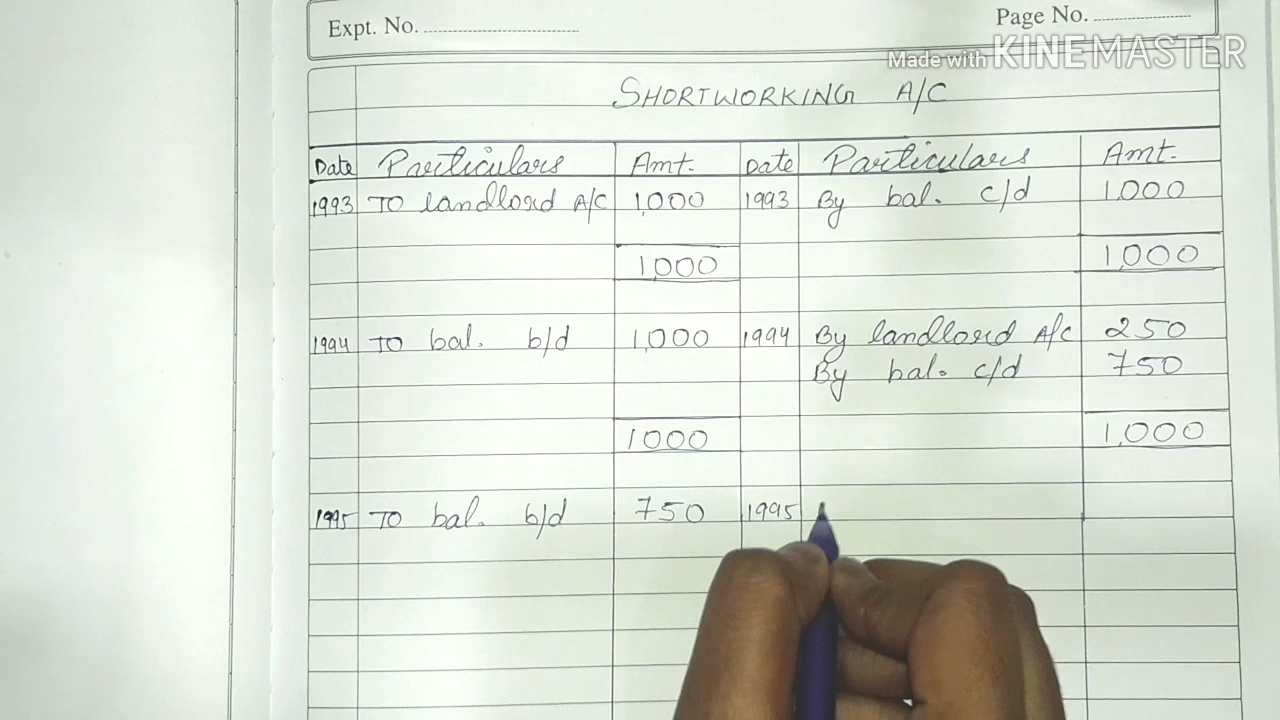 Expt. No.
Page No.
Made with KINEMASTER
SHORTWORKING A/C
Date Particulars Amt. Date Particulars Amt.
1993 TO landlord A/C 1,000 1993 By bal. c/d 1,000
1,000 1,000
1994 TO bal. b/d 1,000 1994 By landlord A/c 250
By bal. c/d 750
1000 1,000
1995 TO bal. b/d 750 1995